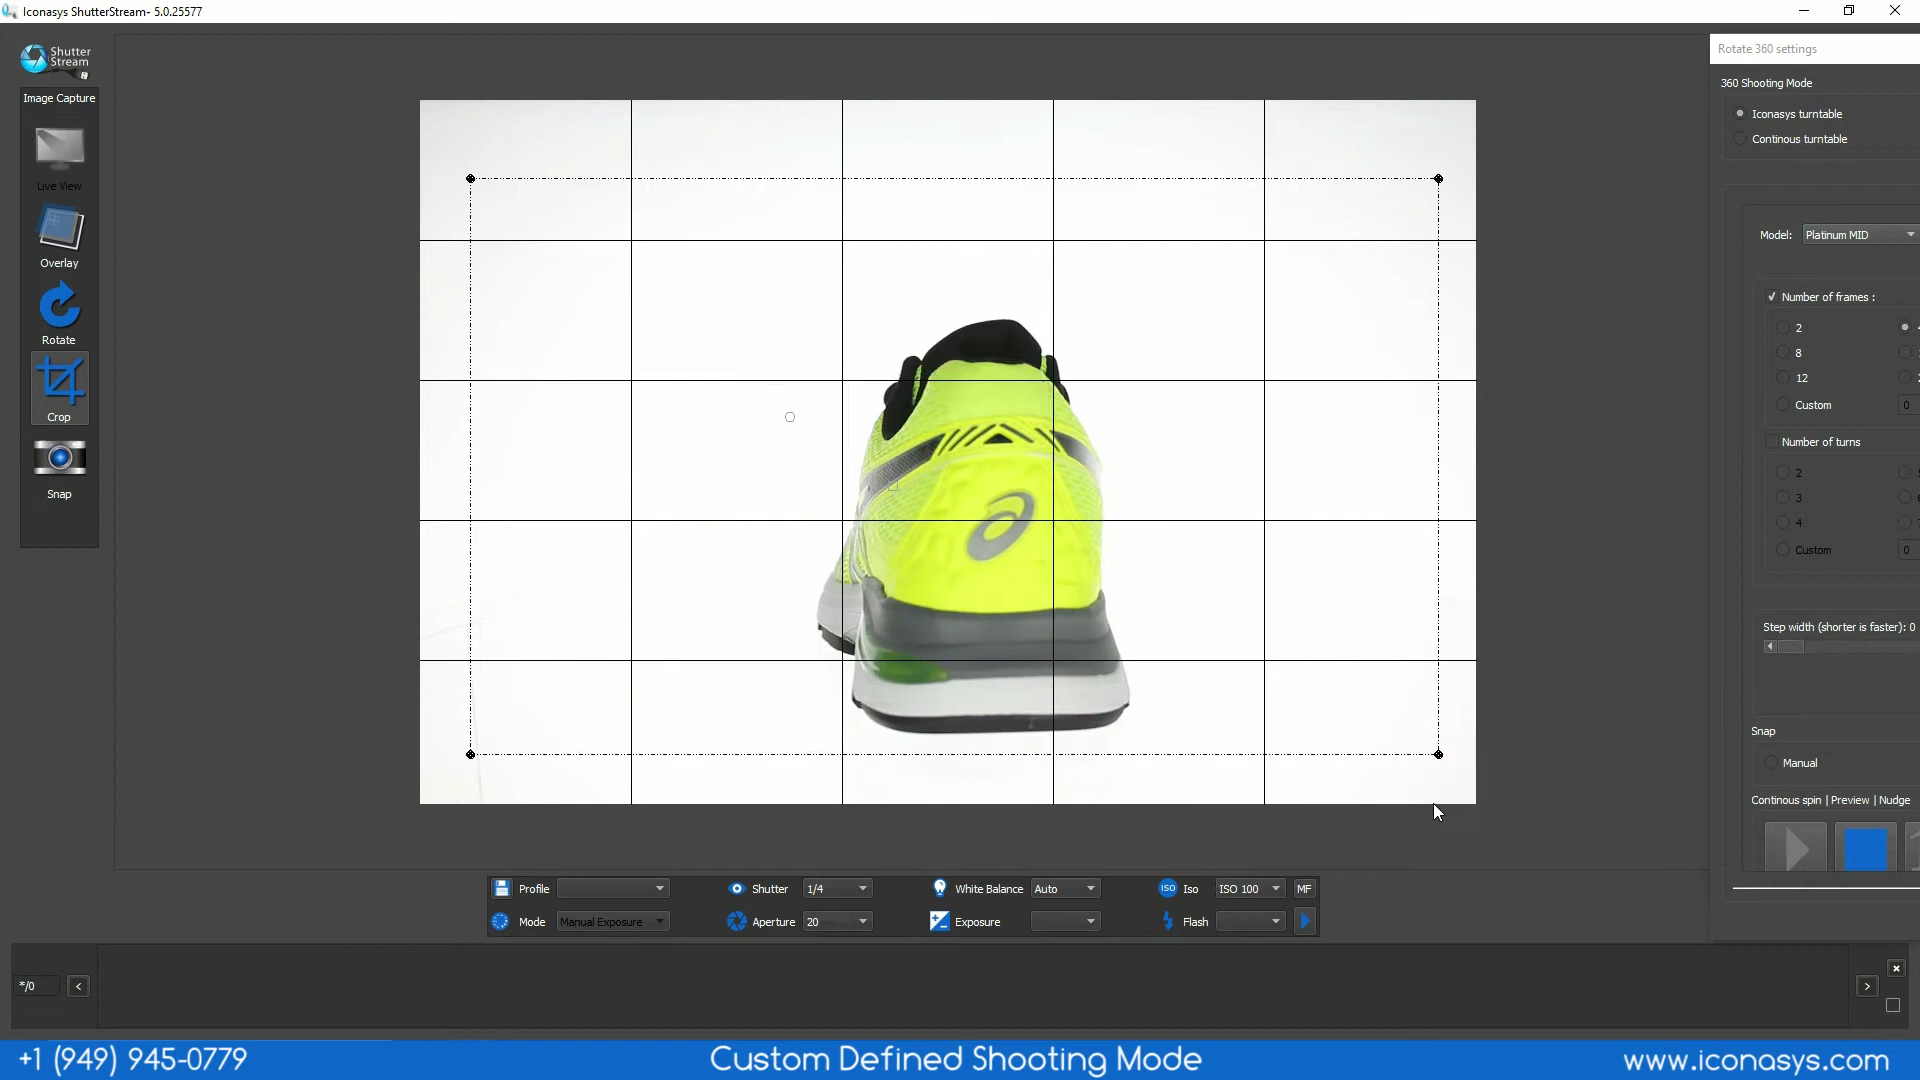 Iconasys ShutterStream- 5.0.25577
Shutter
Stream
Image Capture
Live View
Overlay
Rotate
Crop
Snap
Rotate 360 settings
360 Shooting Mode
Iconasys turntable
Continous turntable
Model: Platinum MID
Number of frames :
2
8
12
Custom 0
Number of turns
2
3
4
Custom 0
Step width (shorter is faster): 0
Snap
Manual
Continous spin | Preview | Nudge
Profile Shutter 1/4 White Balance Auto ISO Iso ISO 100 MF
Mode Manual Exposure Aperture 20 Exposure Flash
*/0 < >
+1 (949) 945-0779 Custom Defined Shooting Mode www.iconasys.com